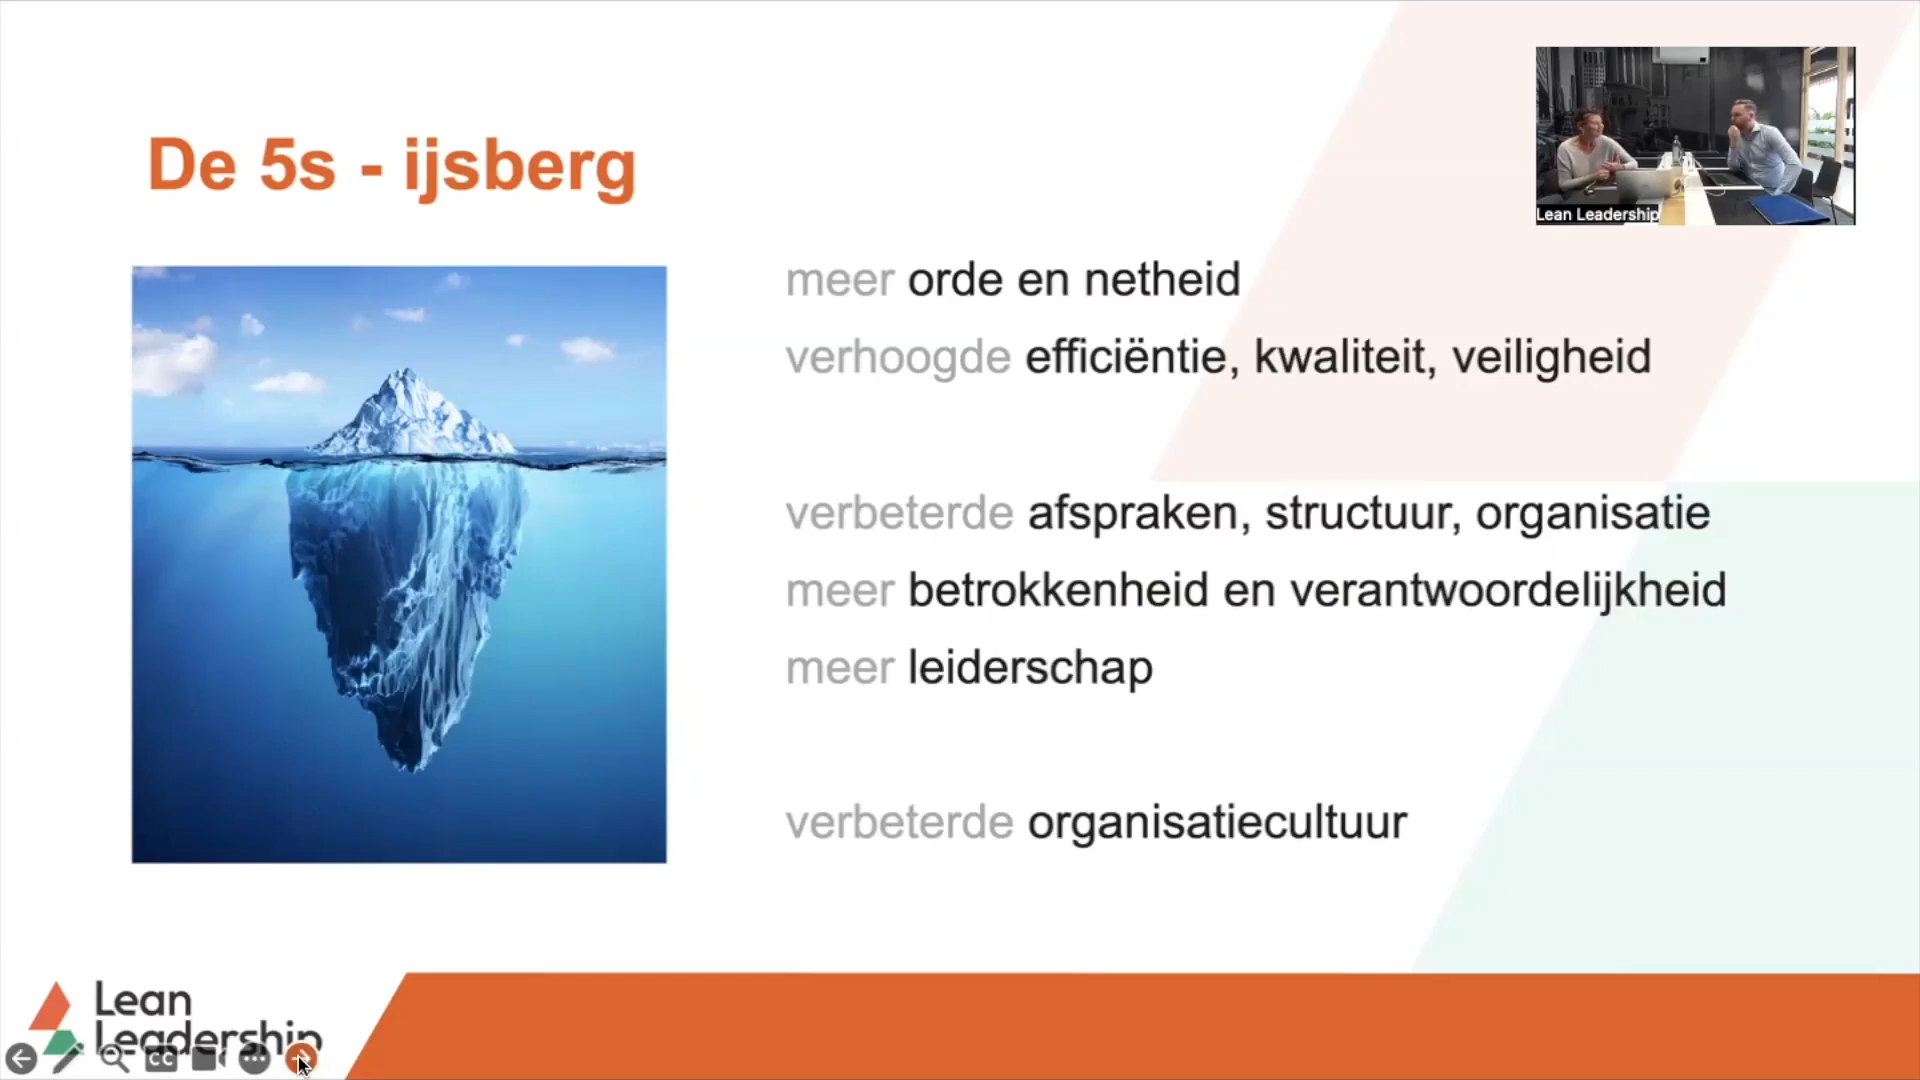 De 5s - ijsberg
Lean Leadership
meer orde en netheid
verhoogde efficiëntie, kwaliteit, veiligheid
verbeterde afspraken, structuur, organisatie
meer betrokkenheid en verantwoordelijkheid
meer leiderschap
verbeterde organisatiecultuur
Lean
Leadership
CC